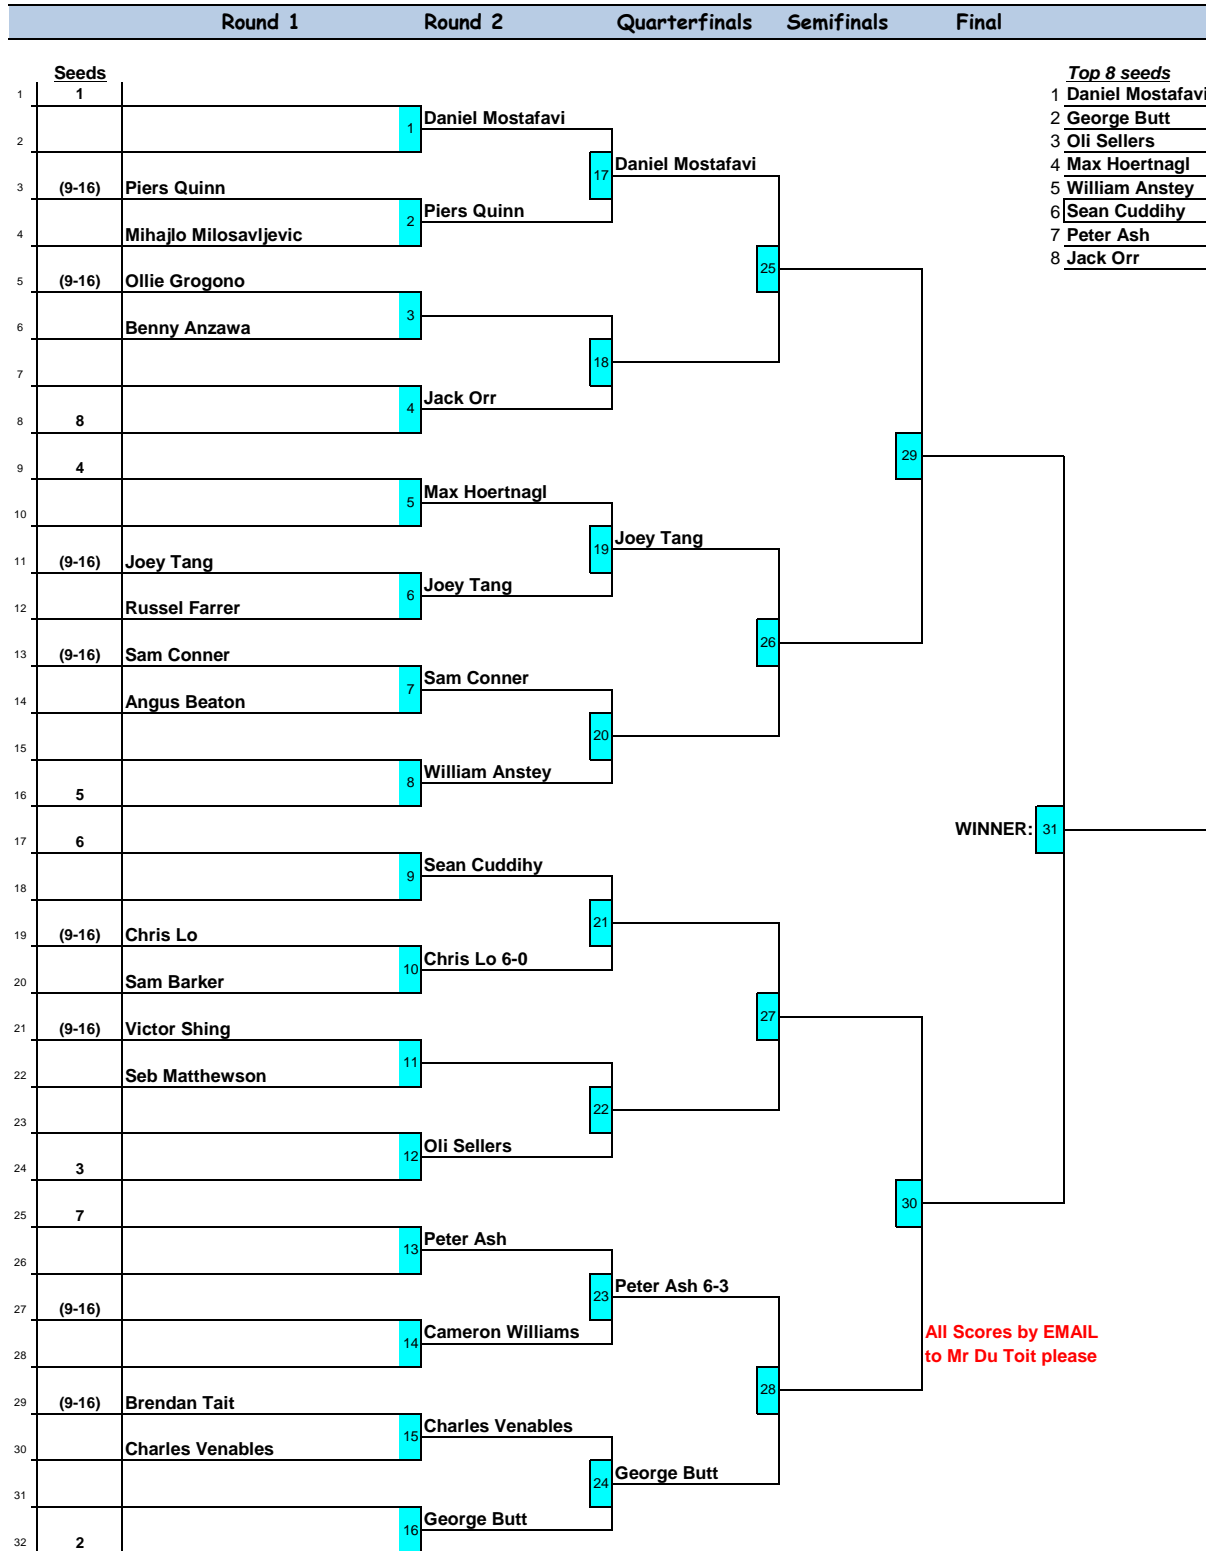 Round 1 Round 2 Quarterfinals Semifinals Final
Seeds Top 8 seeds
1 1 1 Daniel Mostafavi
1 Daniel Mostafavi 2 George Butt
2 3 Oli Sellers
17 Daniel Mostafavi 4 Max Hoertnagl
3 (9-16) Piers Quinn 5 William Anstey
2 Piers Quinn 6 Sean Cuddihy
4 Mihajlo Milosavljevic 7 Peter Ash
8 Jack Orr
25
5 (9-16) Ollie Grogono
3
6 Benny Anzawa
18
7
4 Jack Orr
8 8
29
9 4
5 Max Hoertnagl
10
19 Joey Tang
11 (9-16) Joey Tang
6 Joey Tang
12 Russel Farrer
26
13 (9-16) Sam Conner
7 Sam Conner
14 Angus Beaton
20
15
8 William Anstey
16 5
WINNER: 31
17 6
9 Sean Cuddihy
18
21
19 (9-16) Chris Lo
10 Chris Lo 6-0
20 Sam Barker
27
21 (9-16) Victor Shing
11
22 Seb Matthewson
22
23
12 Oli Sellers
24 3
30
25 7
13 Peter Ash
26
23 Peter Ash 6-3
27 (9-16)
14 Cameron Williams All Scores by EMAIL
28 to Mr Du Toit please
28
29 (9-16) Brendan Tait
15 Charles Venables
30 Charles Venables
24 George Butt
31
16 George Butt
32 2